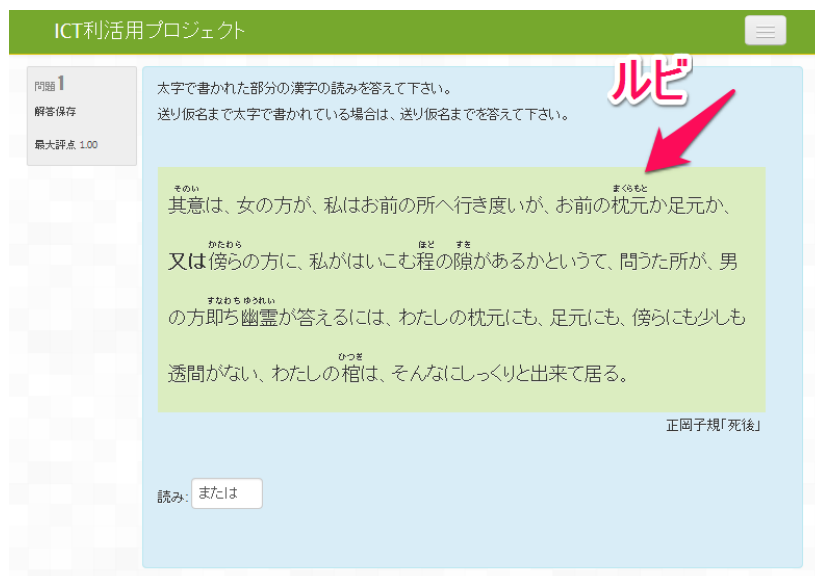 ICT利活用プロジェクト
問題 1
解答保存
最大評点 1.00
太字で書かれた部分の漢字の読みを答えて下さい。
送り仮名まで太字で書かれている場合は、送り仮名までを答えて下さい。
ルビ
そのい まくらもと
其意は、女の方が、私はお前の所へ行き度いが、お前の枕元か足元か、
かたわら ほど すき
又は傍らの方に、私がはいこむ程の隙があるかというて、問うた所が、男
すなわち ゆうれい
の方即ち幽霊が答えるには、わたしの枕元にも、足元にも、傍らにも少しも
ひつぎ
透間がない、わたしの棺は、そんなにしっくりと出来て居る。
正岡子規「死後」
読み: または